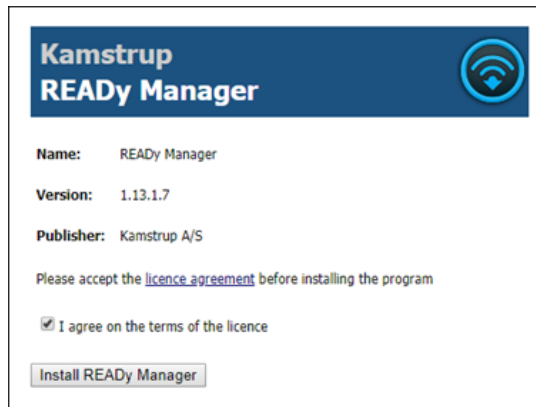 Kamstrup
READy Manager
Name: READy Manager
Version: 1.13.1.7
Publisher: Kamstrup A/S
Please accept the licence agreement before installing the program
I agree on the terms of the licence
Install READy Manager